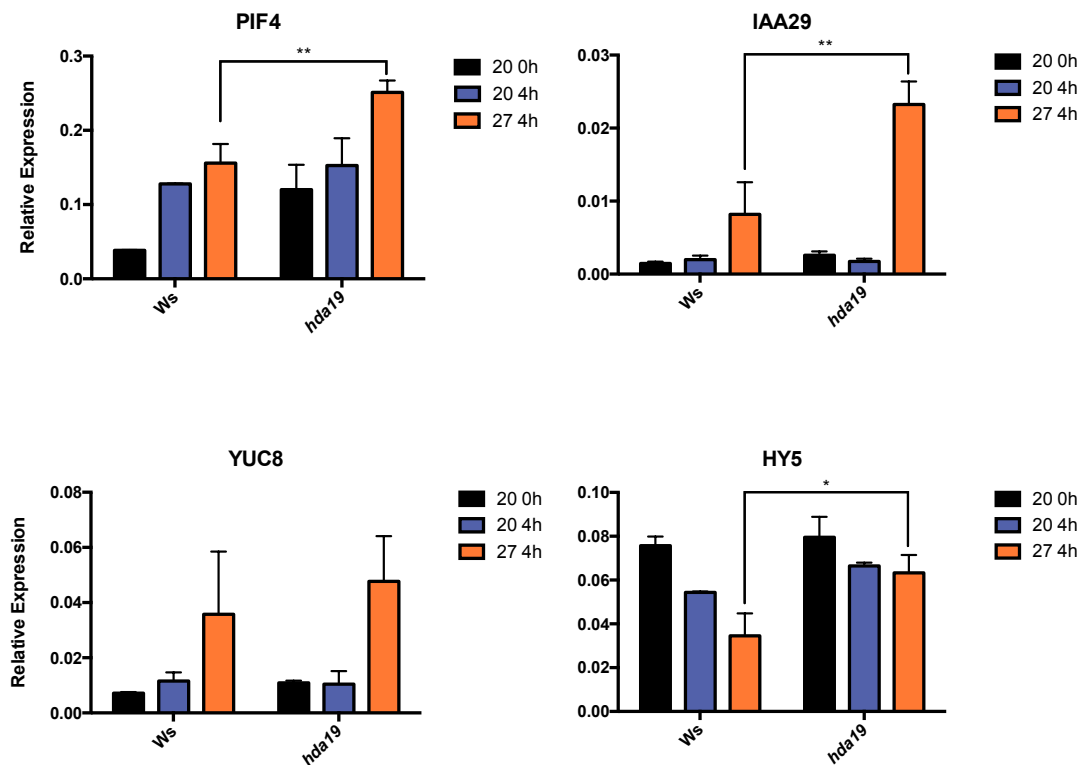 PIF4
Relative Expression
0.3
0.2
0.1
0.0
**
Ws
hda19
20 0h
20 4h
27 4h
IAA29
0.03
0.02
0.01
0.00
**
Ws
hda19
20 0h
20 4h
27 4h
YUC8
Relative Expression
0.08
0.06
0.04
0.02
0.00
Ws
hda19
20 0h
20 4h
27 4h
HY5
0.10
0.08
0.06
0.04
0.02
0.00
*
Ws
hda19
20 0h
20 4h
27 4h